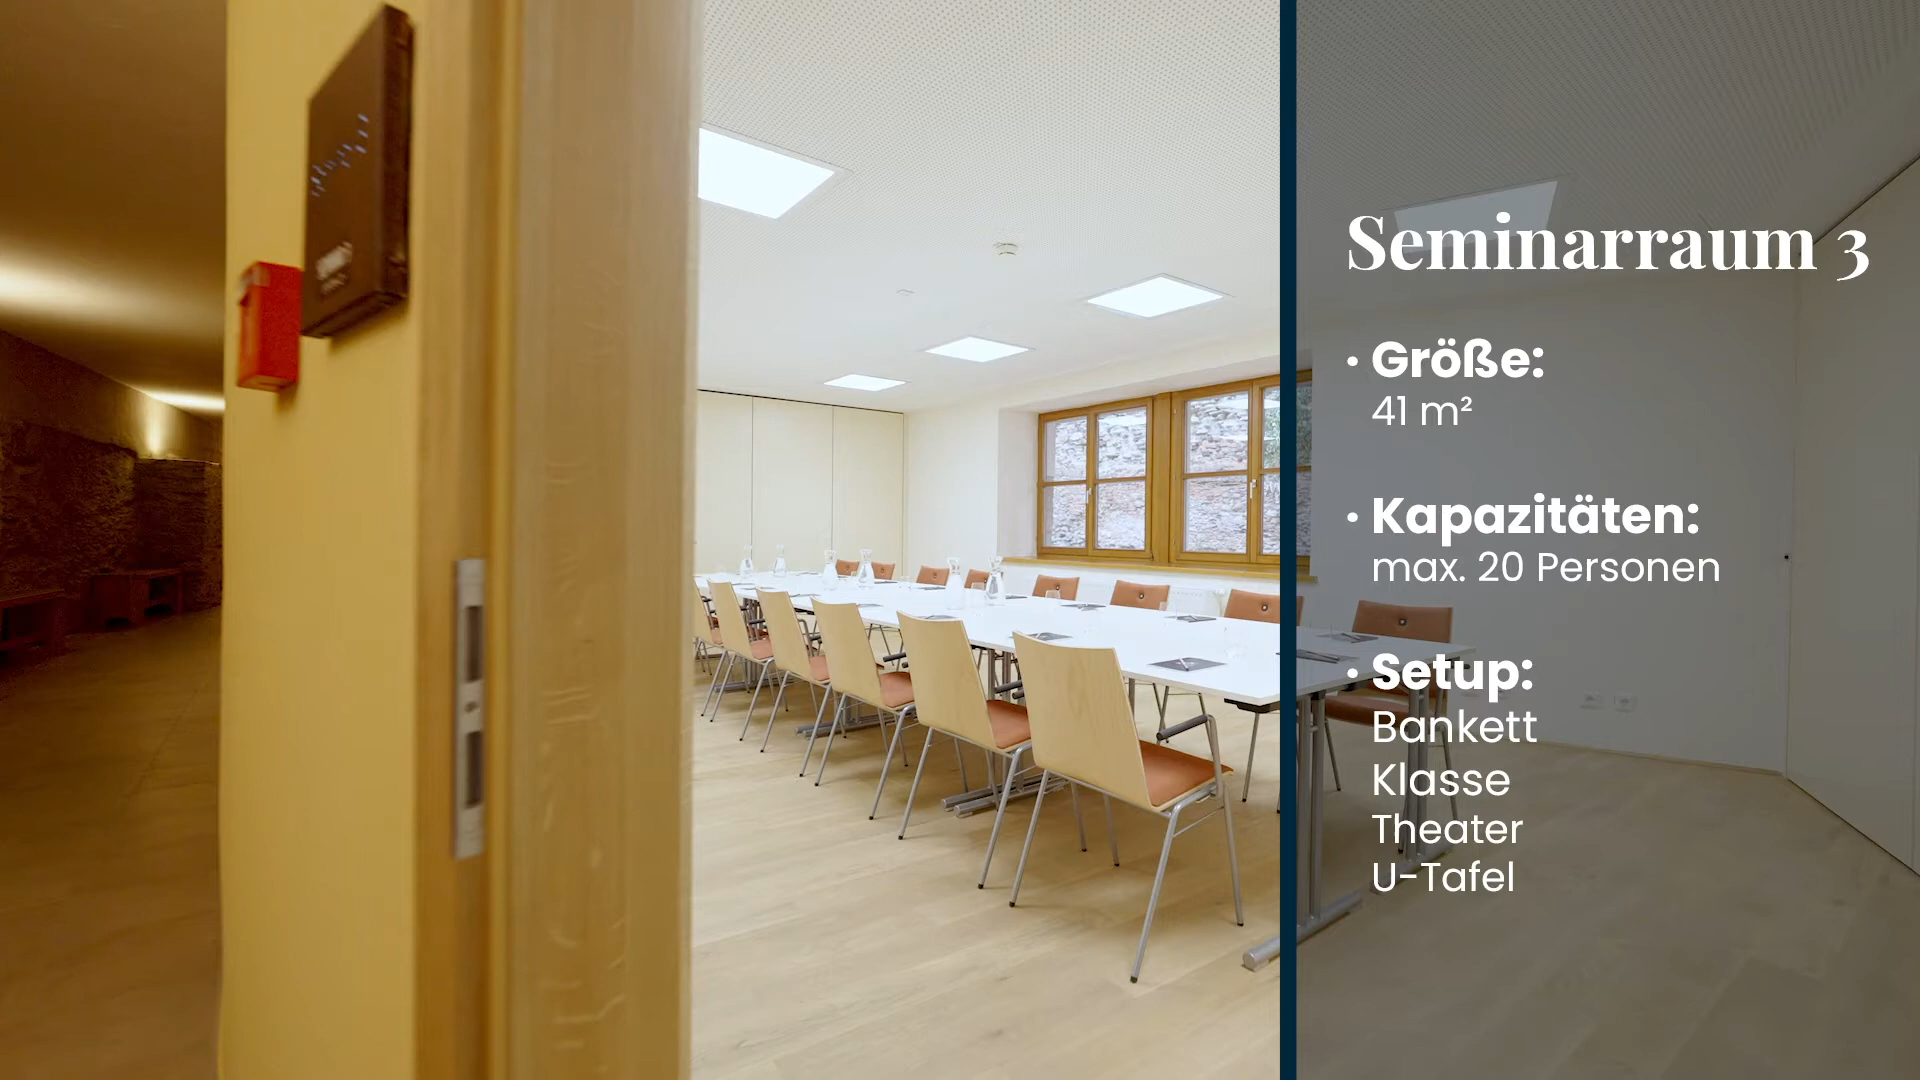 Seminarraum 3
• Größe:
41 m²
• Kapazitäten:
max. 20 Personen
• Setup:
Bankett
Klasse
Theater
U-Tafel